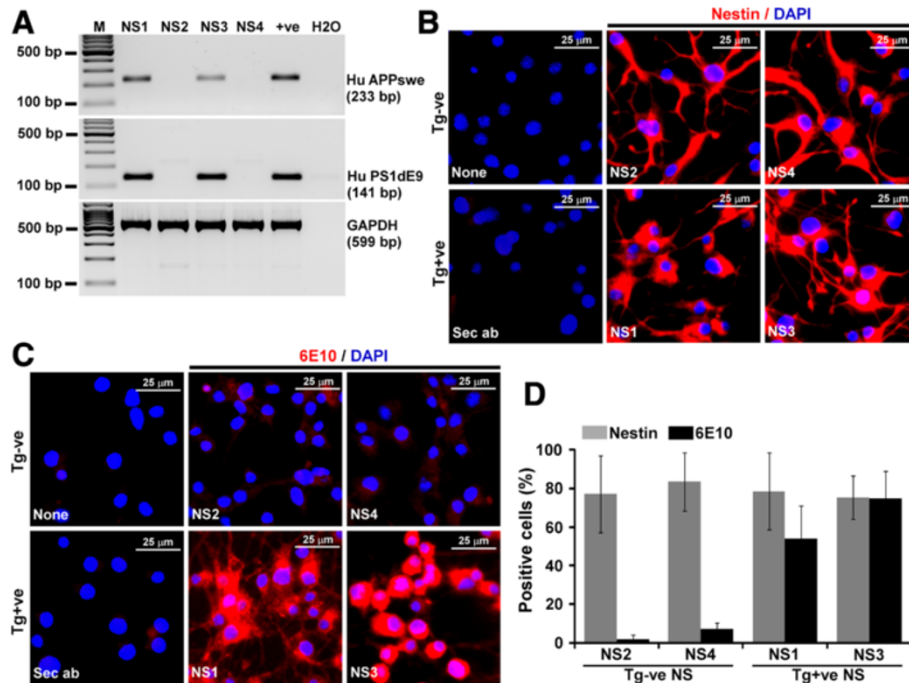 A
M NS1 NS2 NS3 NS4 +ve H2O
500 bp
100 bp
Hu APPswe
(233 bp)
500 bp
100 bp
Hu PS1dE9
(141 bp)
500 bp
100 bp
GAPDH
(599 bp)
B
Nestin / DAPI
Tg-ve
25 µm
None
25 µm
NS2
25 µm
NS4
Tg+ve
25 µm
Sec ab
25 µm
NS1
25 µm
NS3
C
6E10 / DAPI
Tg-ve
25 µm
None
25 µm
NS2
25 µm
NS4
Tg+ve
25 µm
Sec ab
25 µm
NS1
25 µm
NS3
D
Nestin 6E10
Positive cells (%)
100
80
60
40
20
0
NS2 NS4 NS1 NS3
Tg-ve NS Tg+ve NS